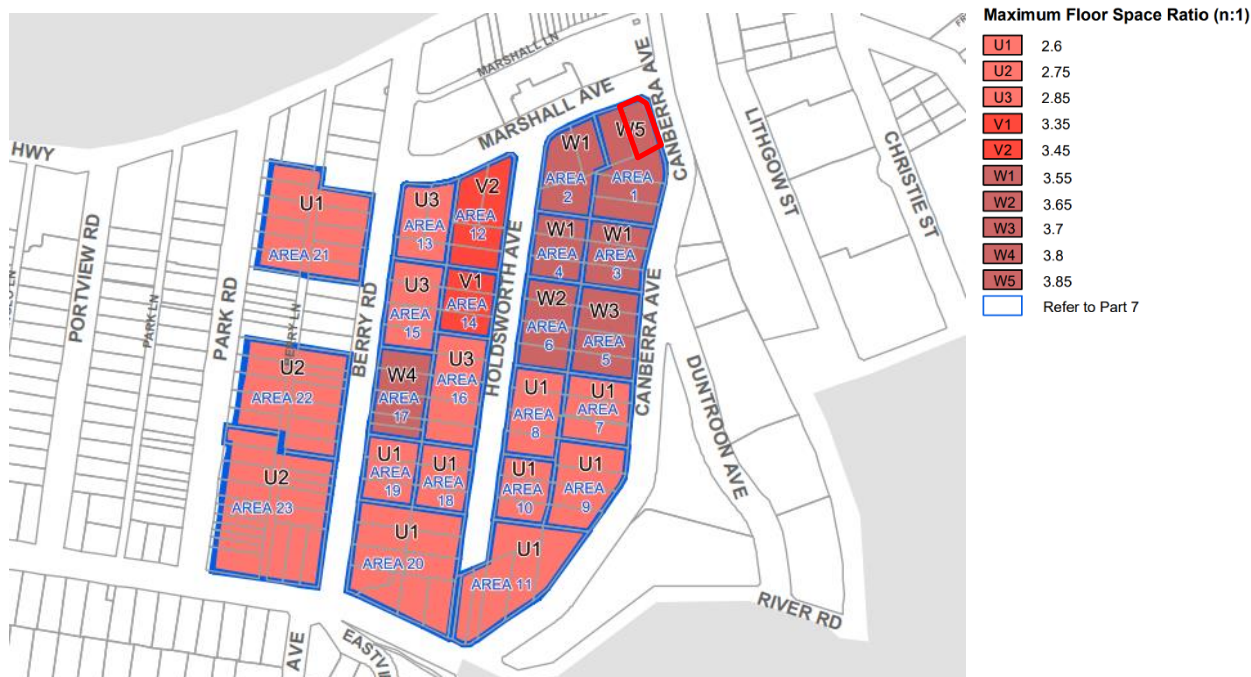 Maximum Floor Space Ratio (n:1)
U1 2.6
U2 2.75
U3 2.85
V1 3.35
V2 3.45
W1 3.55
W2 3.65
W3 3.7
W4 3.8
W5 3.85
Refer to Part 7
MARSHALL LN
MARSHALL AVE
CANBERRA AVE
LITHGOW ST
CHRISTIE ST
HWY
PORTVIEW RD
PARK LN
PARK RD
BERRY LN
BERRY RD
HOLDSWORTH AVE
CANBERRA AVE
DUNTROON AVE
RIVER RD
AVE
W5
AREA
1
W1
AREA
2
W1
AREA
3
W1
AREA
4
W3
AREA
5
W2
AREA
6
U1
AREA
7
U1
AREA
8
U1
AREA
9
U1
AREA
10
U1
AREA 11
V2
AREA
12
U3
AREA
13
V1
AREA
14
U3
AREA
15
U3
AREA
16
W4
AREA
17
U1
AREA
18
U1
AREA
19
U1
AREA 20
U1
AREA 21
U2
AREA 22
U2
AREA 23